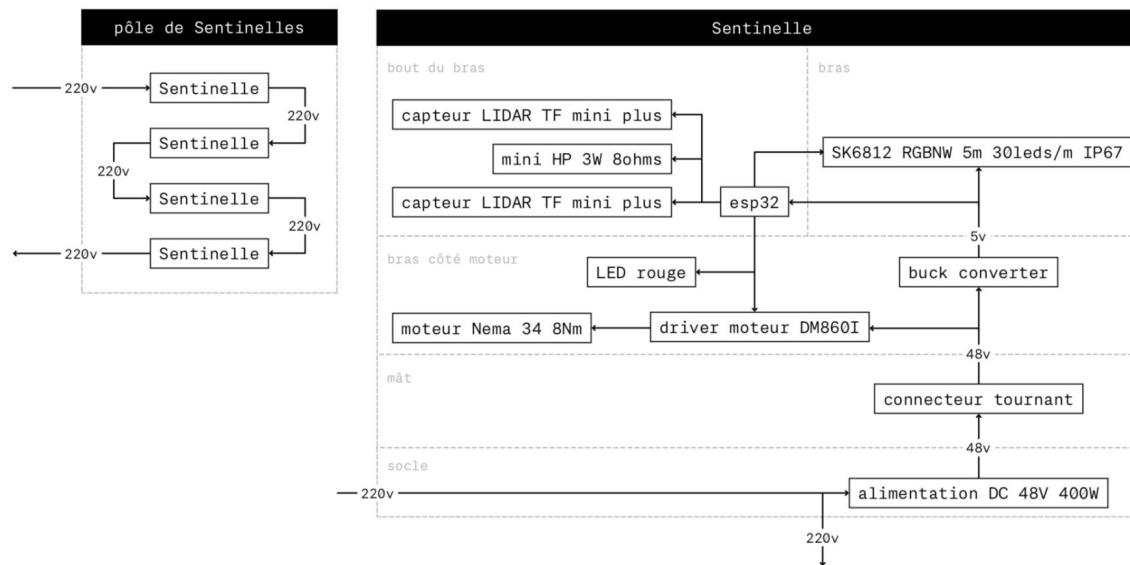 pôle de Sentinelles
220v
Sentinelle
220v
Sentinelle
220v
Sentinelle
220v
220v
Sentinelle
Sentinelle
bout du bras
bras
capteur LIDAR TF mini plus
mini HP 3W 8ohms
SK6812 RGBNW 5m 30leds/m IP67
capteur LIDAR TF mini plus
esp32
5v
bras côté moteur
LED rouge
buck converter
moteur Nema 34 8Nm
driver moteur DM860I
48v
mât
connecteur tournant
48v
socle
220v
alimentation DC 48V 400W
220v